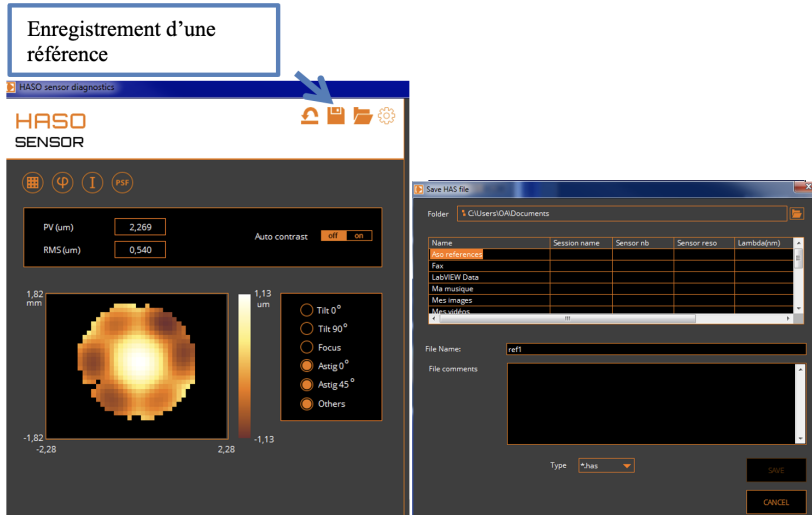 Enregistrement d'une
référence
HASO sensor diagnostics
HASO
SENSOR
φ I PSF
PV (um) 2,269
RMS(um) 0,540
Auto contrast off on
1,82
mm
1,13
um
-1,82
-2,28 2,28
-1,13
Tilt 0°
Tilt 90°
Focus
Astig 0°
Astig 45°
Others
Save HAS file
Folder C:\Users\OA\Documents
Name Session name Sensor nb Sensor reso Lambda(nm)
Aso references
Fax
LabVIEW Data
Ma musique
Mes images
Mes vidéos
File Name: ref1
File comments
Type *.has
SAVE
CANCEL